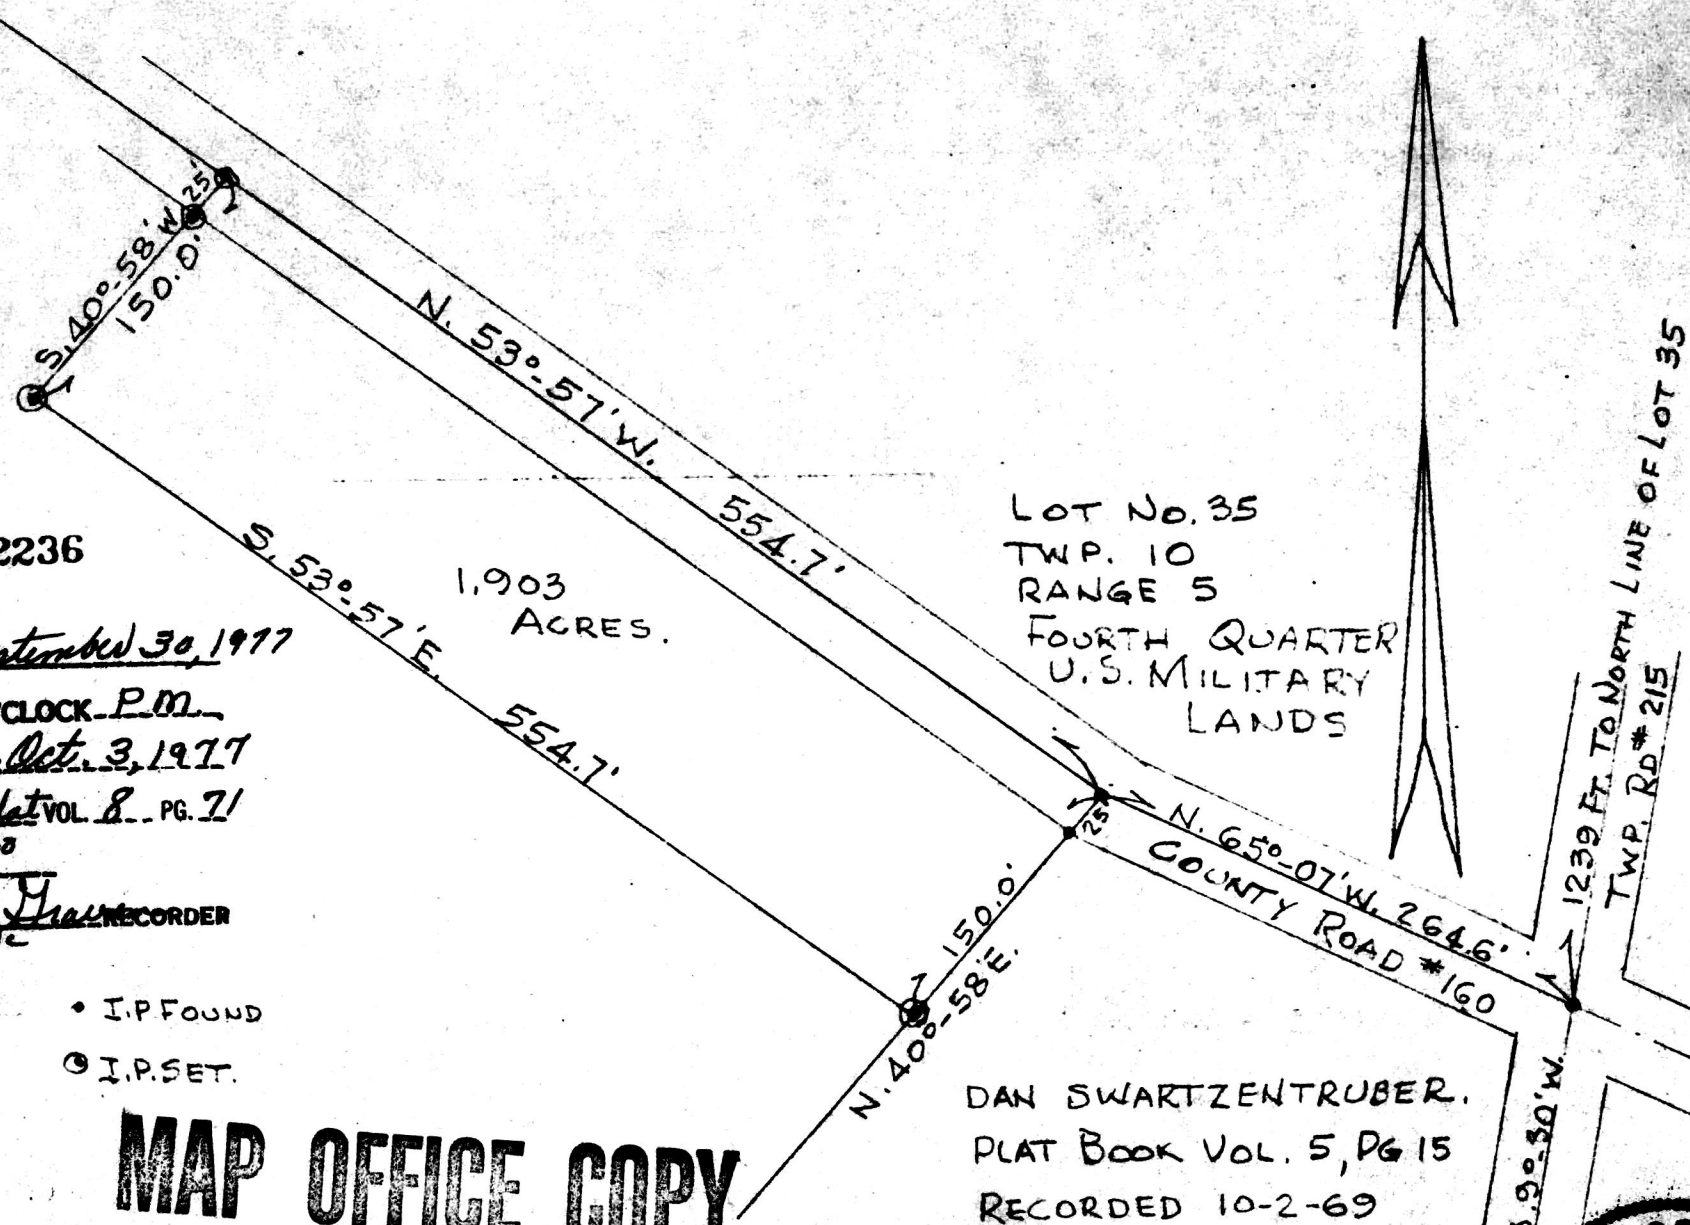 25'
S. 40°-58' W.
150.0'
N. 53°-57' W. 554.7'
S. 53°-57' E. 554.7'
1.903
ACRES.
LOT No. 35
TWP. 10
RANGE 5
FOURTH QUARTER
U.S. MILITARY
LANDS
1239 FT. TO NORTH LINE OF LOT 35
TWP. RD # 215
25
N. 65°-07' W. 264.6'
COUNTY ROAD #160
150.0'
N. 40°-58' E.
2236
30, 1977
CLOCK P.M.
Oct. 3, 1977
VOL. 8 PG. 71
RECORDER
I.P. FOUND
I.P. SET.
MAP OFFICE COPY
DAN SWARTZENTRUBER.
PLAT BOOK VOL. 5, PG 15
RECORDED 10-2-69
9°-30' W.